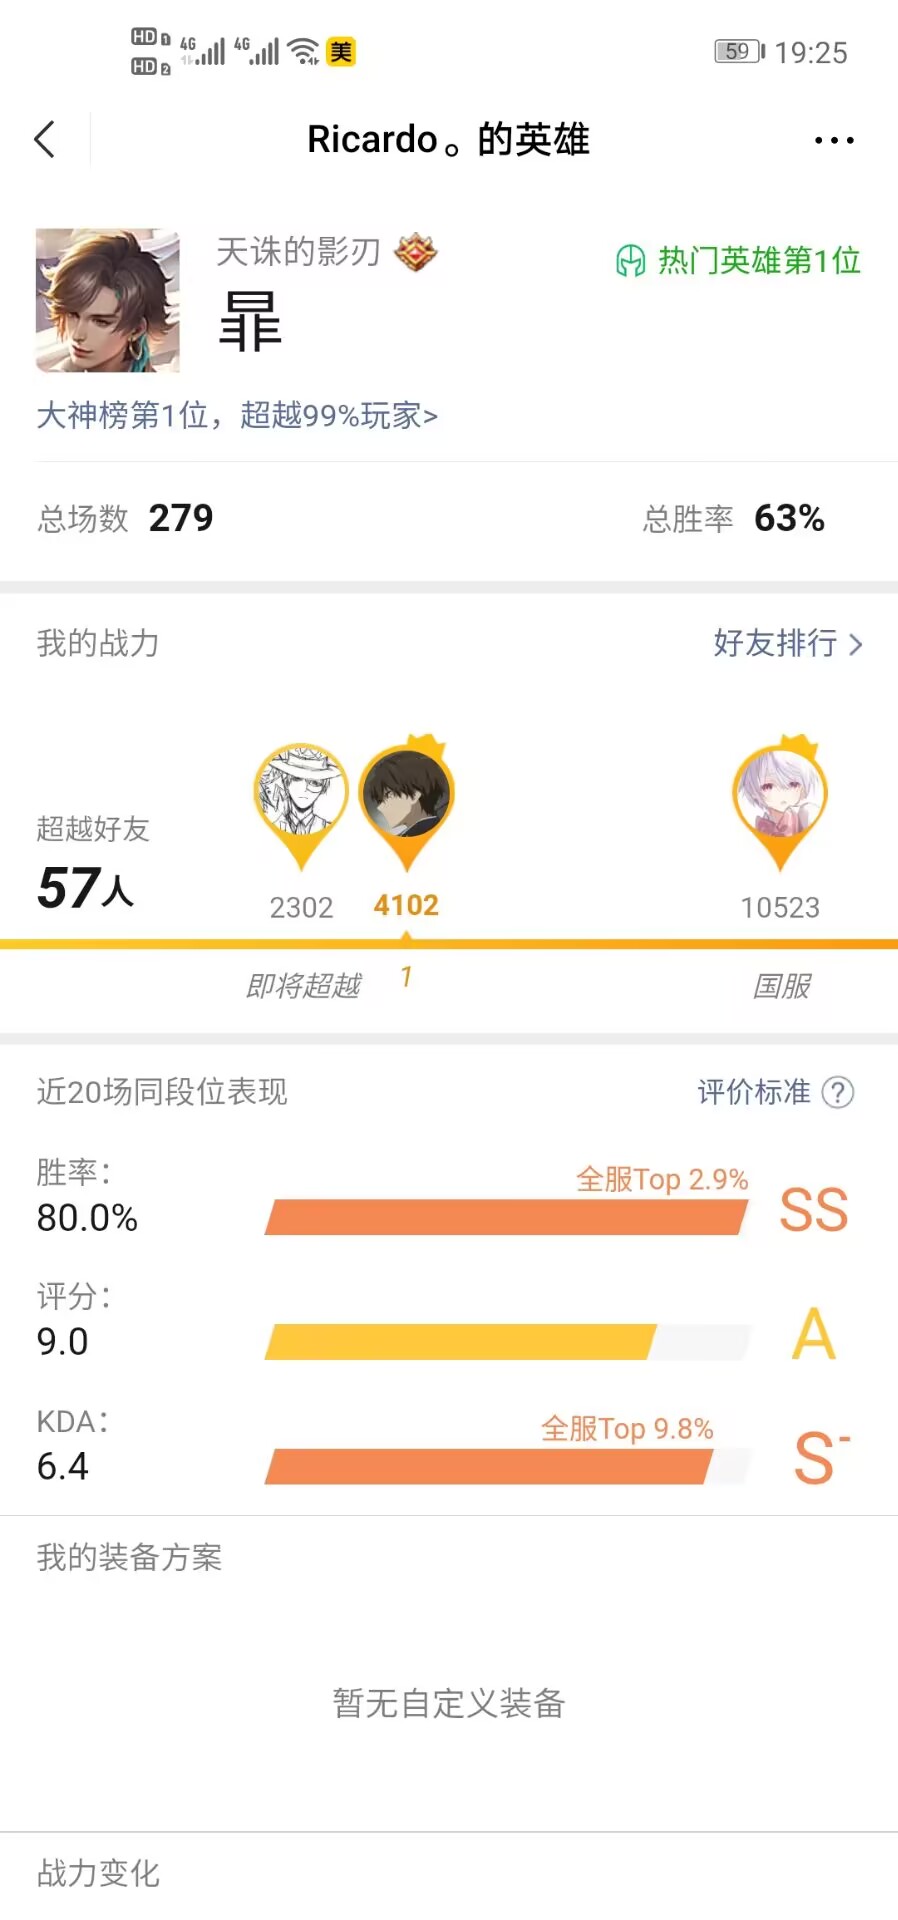 HD 1 4G 4G 美 59 19:25
HD 2
Ricardo。的英雄
天诛的影刃
热门英雄第1位
暃
大神榜第1位，超越99%玩家>
总场数 279 总胜率 63%
我的战力 好友排行
超越好友
57人
2302 4102 10523
即将超越 1 国服
近20场同段位表现 评价标准 ?
胜率：
全服Top 2.9%
80.0% SS
评分：
9.0 A
KDA：
全服Top 9.8%
6.4 S-
我的装备方案
暂无自定义装备
战力变化